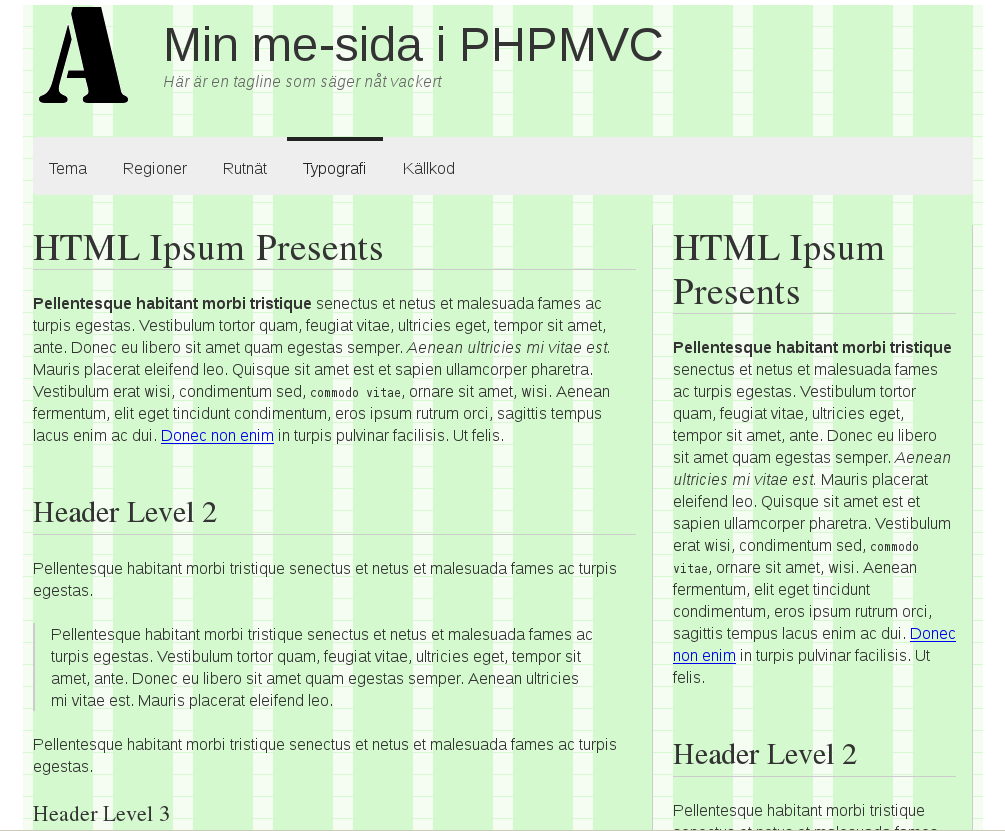 A
Min me-sida i PHPMVC
Här är en tagline som säger nåt vackert
Tema Regioner Rutnät Typografi Källkod
HTML Ipsum Presents
Pellentesque habitant morbi tristique senectus et netus et malesuada fames ac
turpis egestas. Vestibulum tortor quam, feugiat vitae, ultricies eget, tempor sit amet,
ante. Donec eu libero sit amet quam egestas semper. Aenean ultricies mi vitae est.
Mauris placerat eleifend leo. Quisque sit amet est et sapien ullamcorper pharetra.
Vestibulum erat wisi, condimentum sed, commodo vitae, ornare sit amet, wisi. Aenean
fermentum, elit eget tincidunt condimentum, eros ipsum rutrum orci, sagittis tempus
lacus enim ac dui. Donec non enim in turpis pulvinar facilisis. Ut felis.
Header Level 2
Pellentesque habitant morbi tristique senectus et netus et malesuada fames ac turpis
egestas.
Pellentesque habitant morbi tristique senectus et netus et malesuada fames ac
turpis egestas. Vestibulum tortor quam, feugiat vitae, ultricies eget, tempor sit
amet, ante. Donec eu libero sit amet quam egestas semper. Aenean ultricies
mi vitae est. Mauris placerat eleifend leo.
Pellentesque habitant morbi tristique senectus et netus et malesuada fames ac turpis
egestas.
Header Level 3
HTML Ipsum
Presents
Pellentesque habitant morbi tristique
senectus et netus et malesuada fames
ac turpis egestas. Vestibulum tortor
quam, feugiat vitae, ultricies eget,
tempor sit amet, ante. Donec eu libero
sit amet quam egestas semper. Aenean
ultricies mi vitae est. Mauris placerat
eleifend leo. Quisque sit amet est et
sapien ullamcorper pharetra. Vestibulum
erat wisi, condimentum sed, commodo
vitae, ornare sit amet, wisi. Aenean
fermentum, elit eget tincidunt
condimentum, eros ipsum rutrum orci,
sagittis tempus lacus enim ac dui. Donec
non enim in turpis pulvinar facilisis. Ut
felis.
Header Level 2
Pellentesque habitant morbi tristique